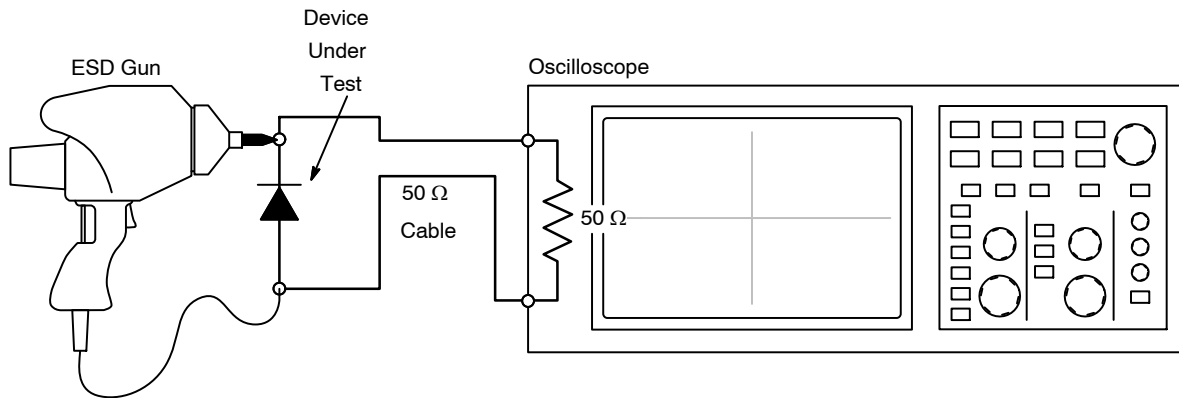 Device
Under
Test
ESD Gun
Oscilloscope
50 Ω
Cable
50 Ω